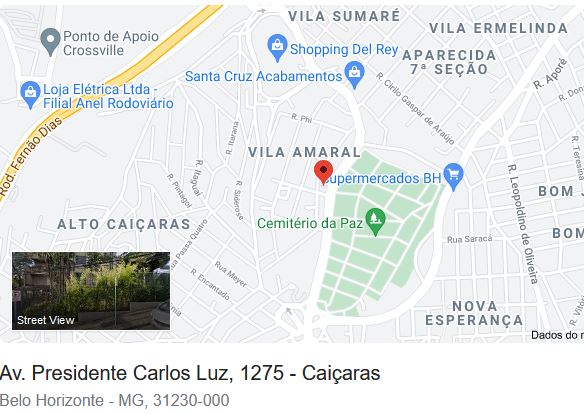 VILA SUMARÉ
VILA ERMELINDA
Ponto de Apoio
Crossville
Shopping Del Rey
APARECIDA
7ª SEÇÃO
R. Aporé
Santa Cruz Acabamentos
Loja Elétrica Ltda -
Filial Anel Rodoviário
R. Cirilo Gaspar de Araújo
R. Phi
R. Itarana
Rod. Fernão Dias
VILA AMARAL
R. Itaguaí
R. Pintagui
R. Siderose
Supermercados BH
R. Leopoldino de Oliveira
BOM J
ALTO CAIÇARAS
Cemitério da Paz
Rua Passa Quatro
Rua Saracá
BOM
Rua Meyer
R. Encantado
NOVA
ESPERANÇA
Street View
Dados do m
Av. Presidente Carlos Luz, 1275 - Caiçaras
Belo Horizonte - MG, 31230-000